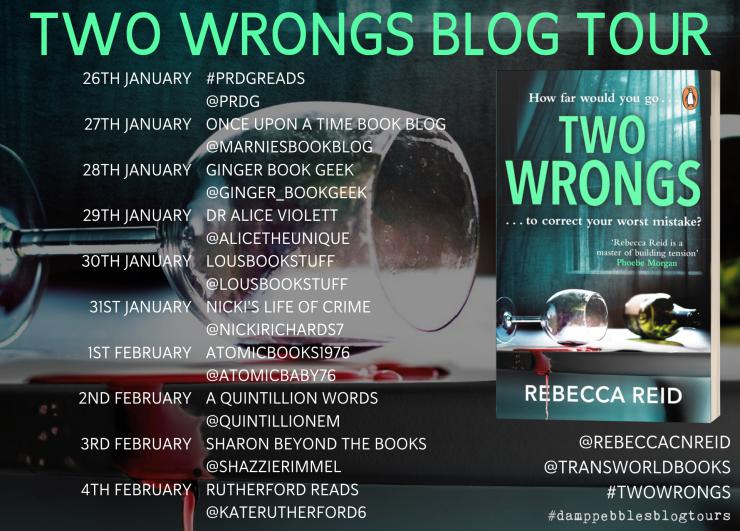 TWO WRONGS BLOG TOUR
26TH JANUARY #PRDGREADS
@PRDG
27TH JANUARY ONCE UPON A TIME BOOK BLOG
@MARNIESBOOKBLOG
28TH JANUARY GINGER BOOK GEEK
@GINGER_BOOKGEEK
29TH JANUARY DR ALICE VIOLETT
@ALICETHEUNIQUE
30TH JANUARY LOUSBOOKSTUFF
@LOUSBOOKSTUFF
31ST JANUARY NICKI'S LIFE OF CRIME
@NICKIRICHARDS7
1ST FEBRUARY ATOMICBOOKS1976
@ATOMICBABY76
2ND FEBRUARY A QUINTILLION WORDS
@QUINTILLIONEM
3RD FEBRUARY SHARON BEYOND THE BOOKS
@SHAZZIERIMMEL
4TH FEBRUARY RUTHERFORD READS
@KATERUTHERFORD6
How far would you go...
TWO
WRONGS
...to correct your worst mistake?
'Rebecca Reid is a
master of building tension'
Phoebe Morgan
REBECCA REID
@REBECCACNREID
@TRANSWORLDBOOKS
#TWOWRONGS
#damppebblesblogtours